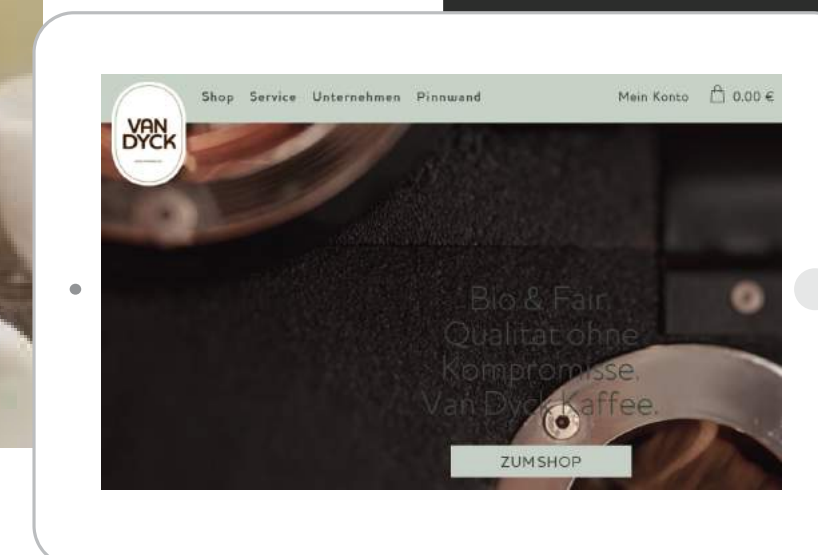 Shop Service Unternehmen Pinnwand Mein Konto 0.00 €
VAN
DYCK
Bio & Fair.
Qualität ohne
Kompromisse.
Van Dyck Kaffee.
ZUM SHOP